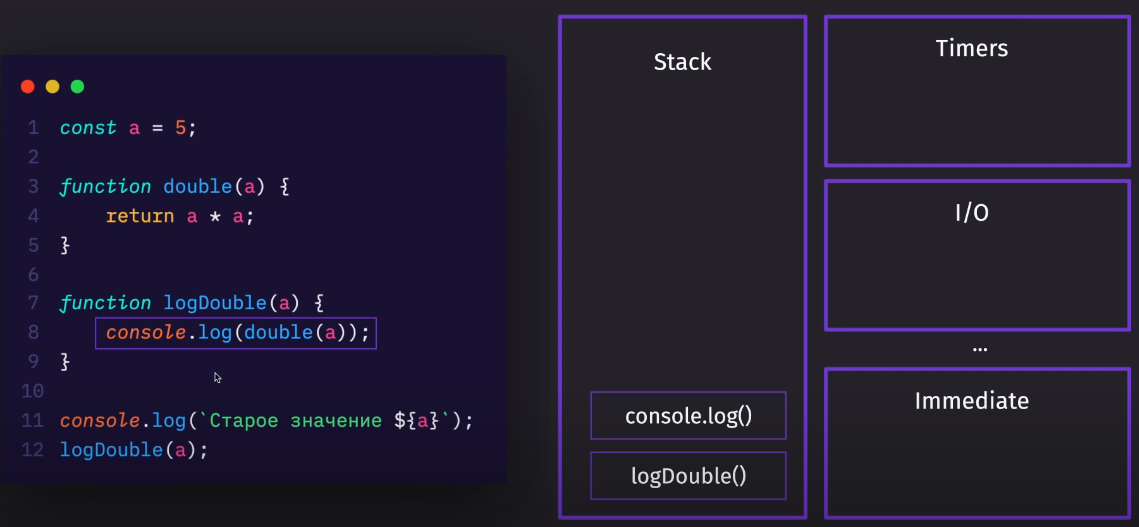 1 const a = 5;
2
3 function double(a) {
4     return a * a;
5 }
6
7 function logDouble(a) {
8     console.log(double(a));
9 }
10
11 console.log(`Старое значение ${a}`);
12 logDouble(a);
Stack
console.log()
logDouble()
Timers
I/O
...
Immediate